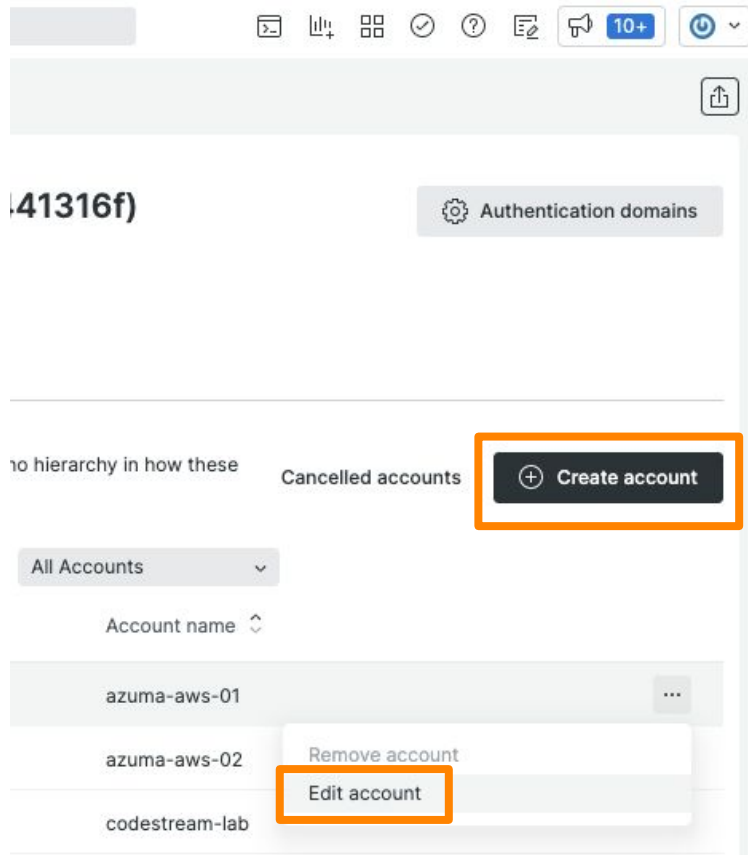 10+
41316f)
Authentication domains
no hierarchy in how these
Cancelled accounts
Create account
All Accounts
Account name
azuma-aws-01
...
azuma-aws-02
Remove account
Edit account
codestream-lab